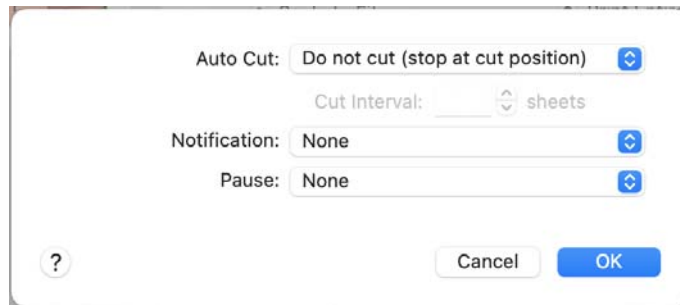 Auto Cut: Do not cut (stop at cut position)
Cut Interval: sheets
Notification: None
Pause: None
? Cancel OK